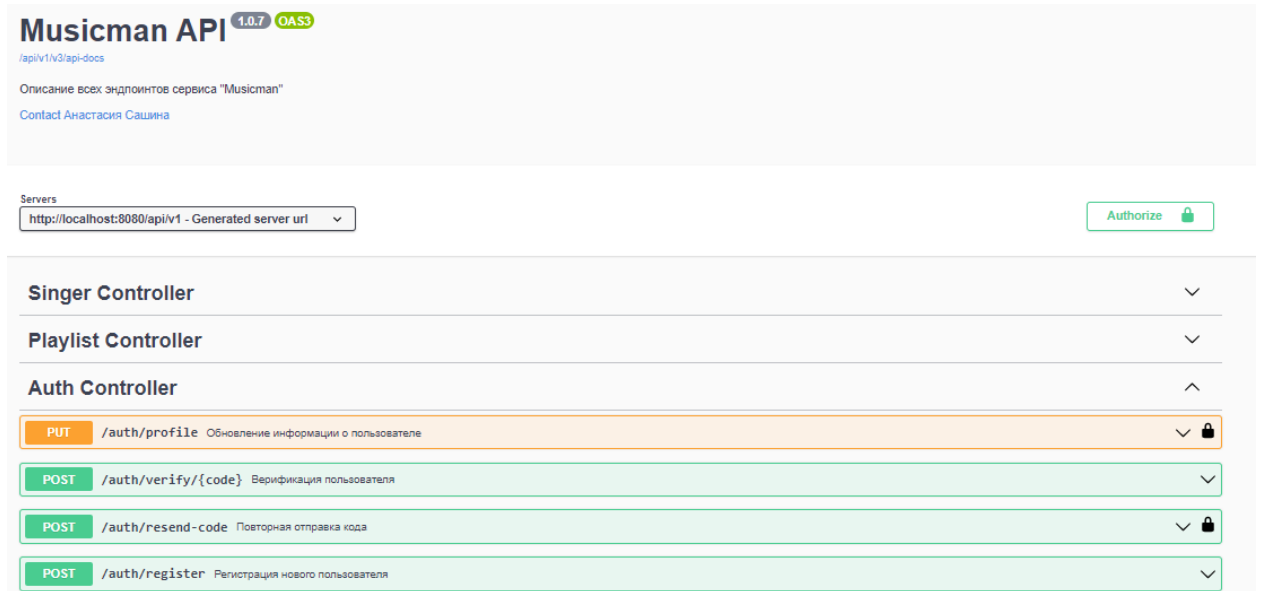 Musicman API 1.0.7 OAS3
/api/v1/v3/api-docs
Описание всех эндпоинтов сервиса "Musicman"
Contact Анастасия Сашина
Servers
http://localhost:8080/api/v1 - Generated server url
Authorize
Singer Controller
Playlist Controller
Auth Controller
PUT /auth/profile Обновление информации о пользователе
POST /auth/verify/{code} Верификация пользователя
POST /auth/resend-code Повторная отправка кода
POST /auth/register Регистрация нового пользователя